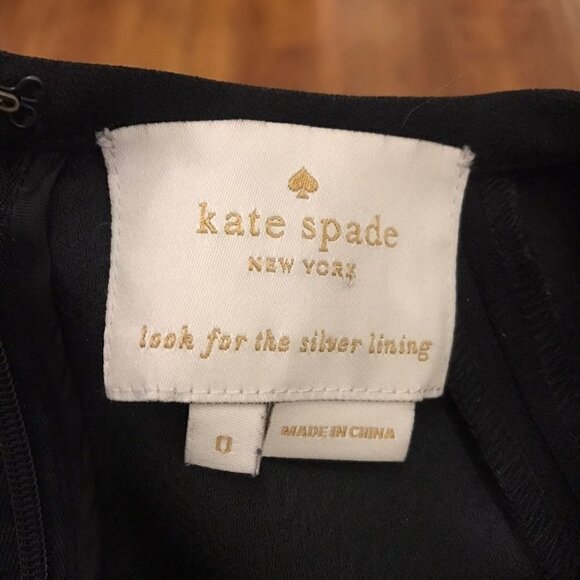 kate spade
NEW YORK
look for the silver lining
0
MADE IN CHINA